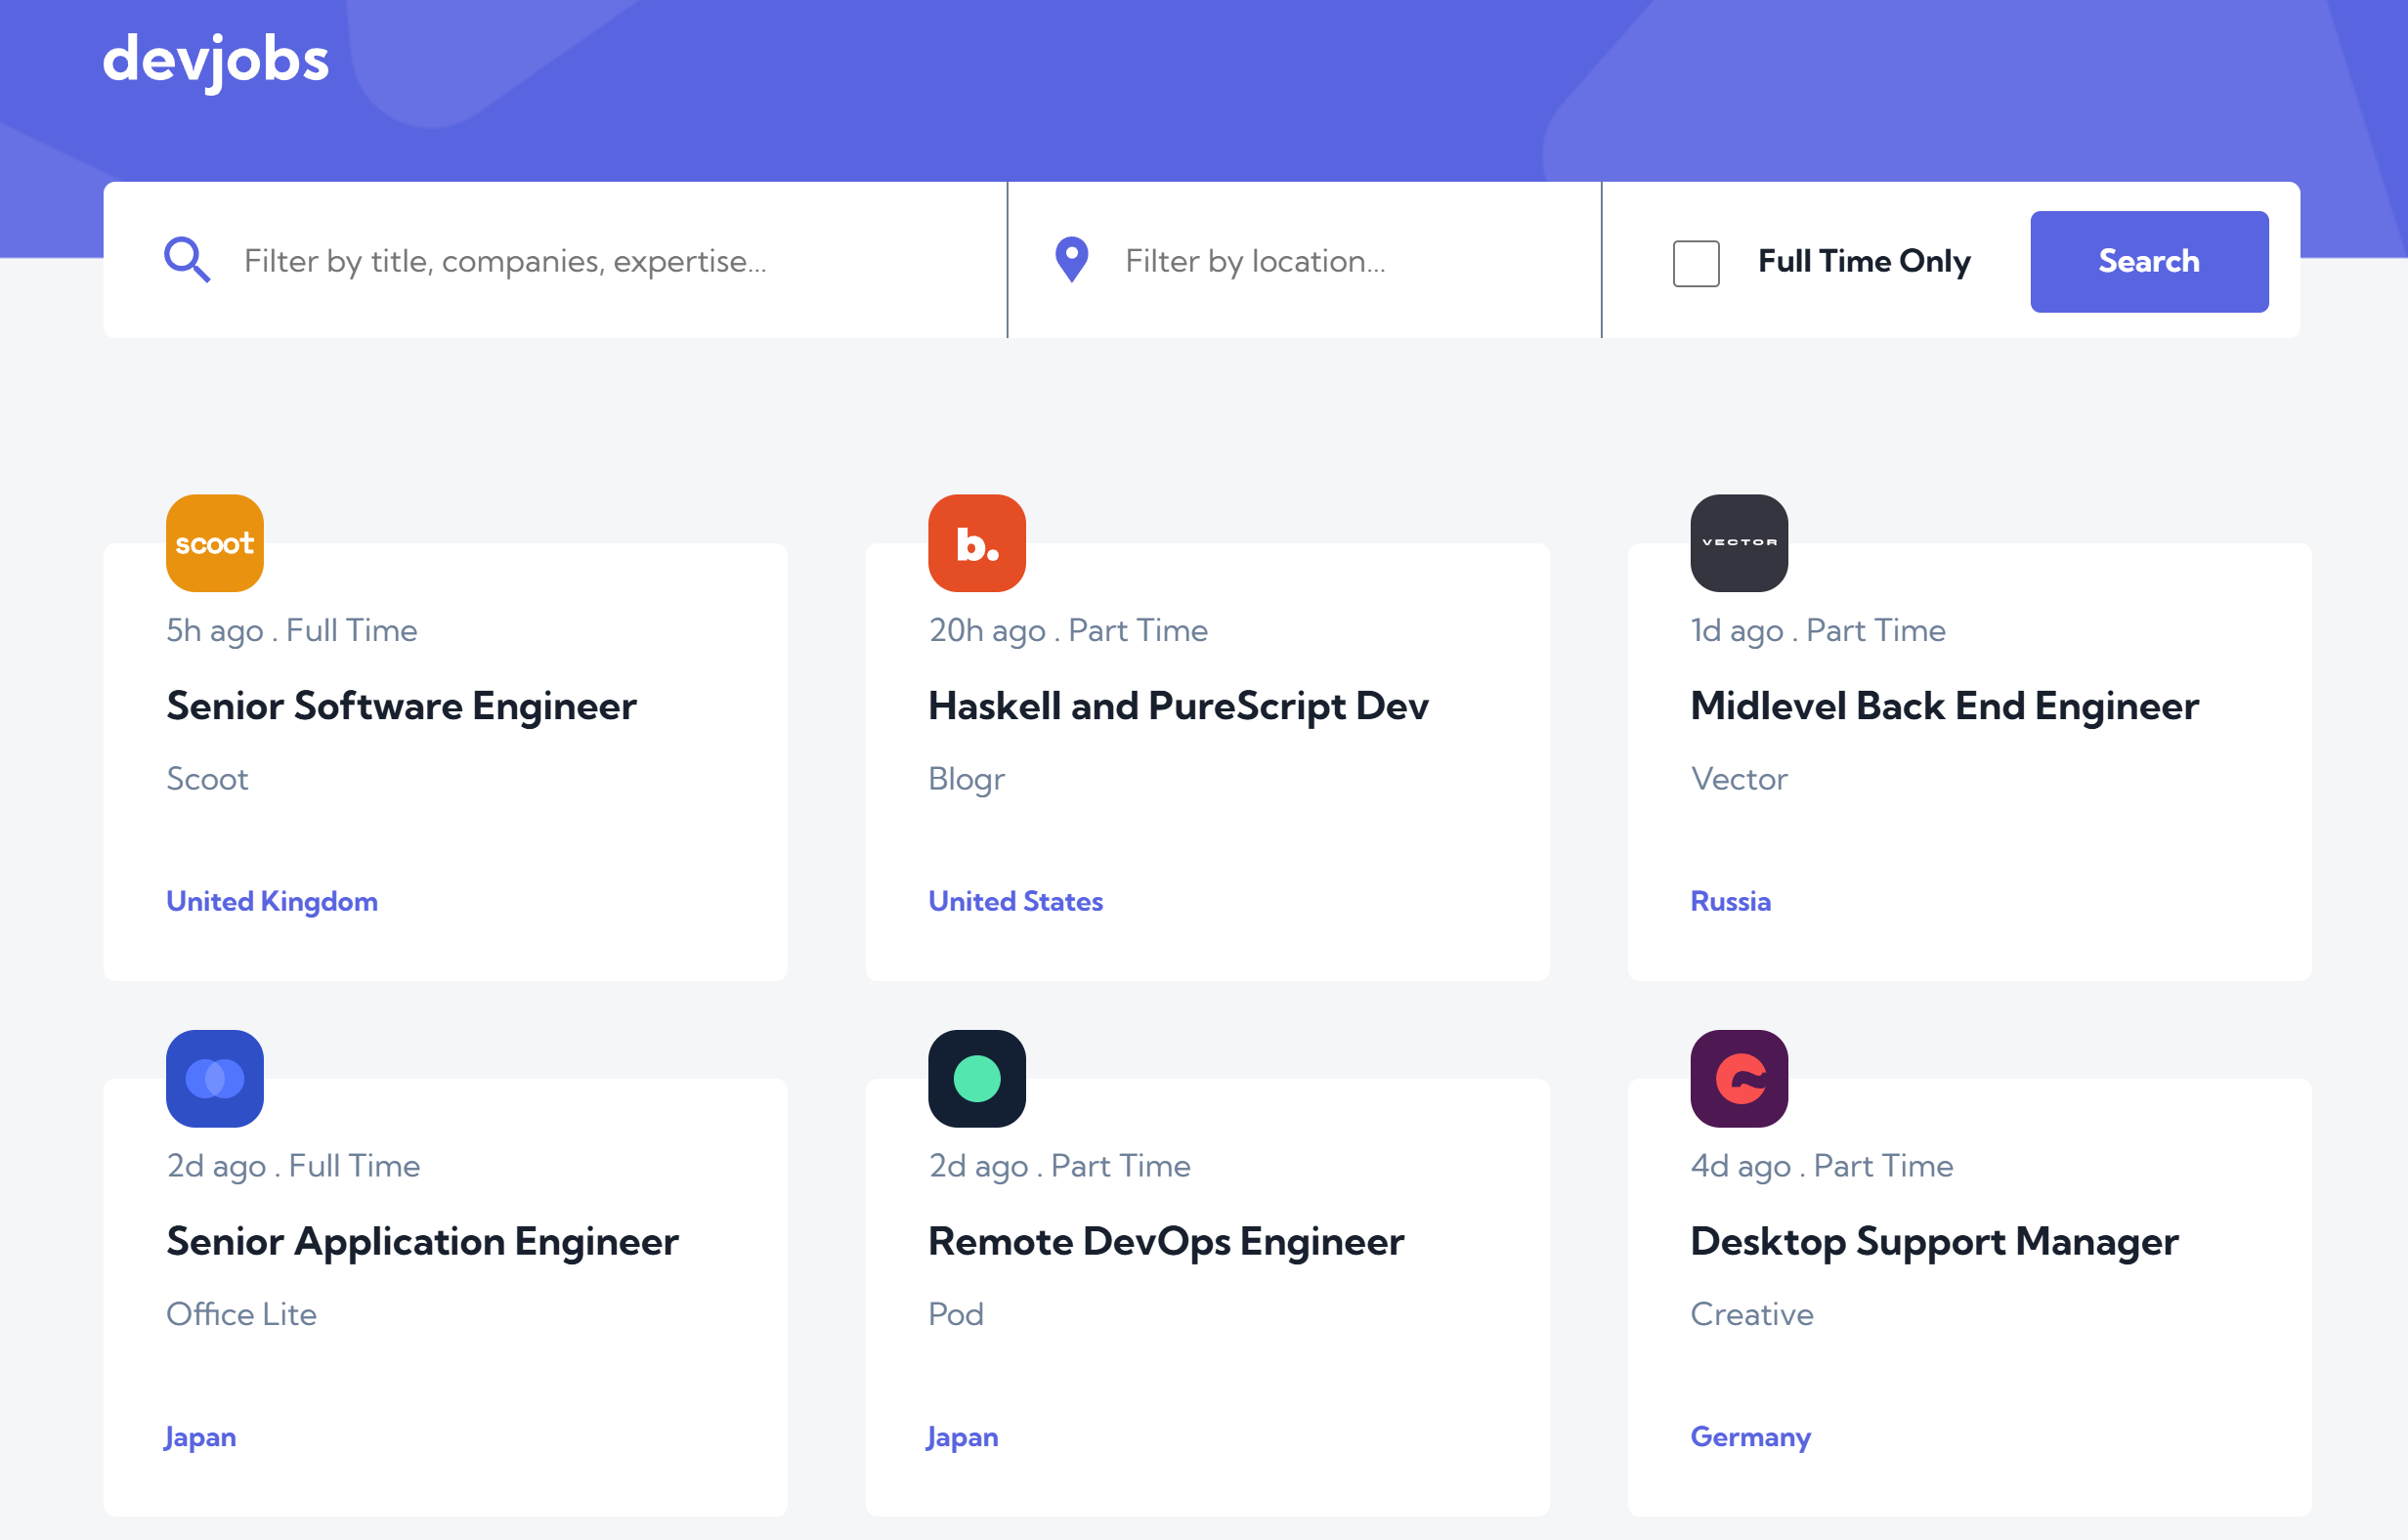 devjobs
Filter by title, companies, expertise...
Filter by location...
Full Time Only
Search
scoot
5h ago . Full Time
Senior Software Engineer
Scoot
United Kingdom
b.
20h ago . Part Time
Haskell and PureScript Dev
Blogr
United States
VECTOR
1d ago . Part Time
Midlevel Back End Engineer
Vector
Russia
2d ago . Full Time
Senior Application Engineer
Office Lite
Japan
2d ago . Part Time
Remote DevOps Engineer
Pod
Japan
4d ago . Part Time
Desktop Support Manager
Creative
Germany